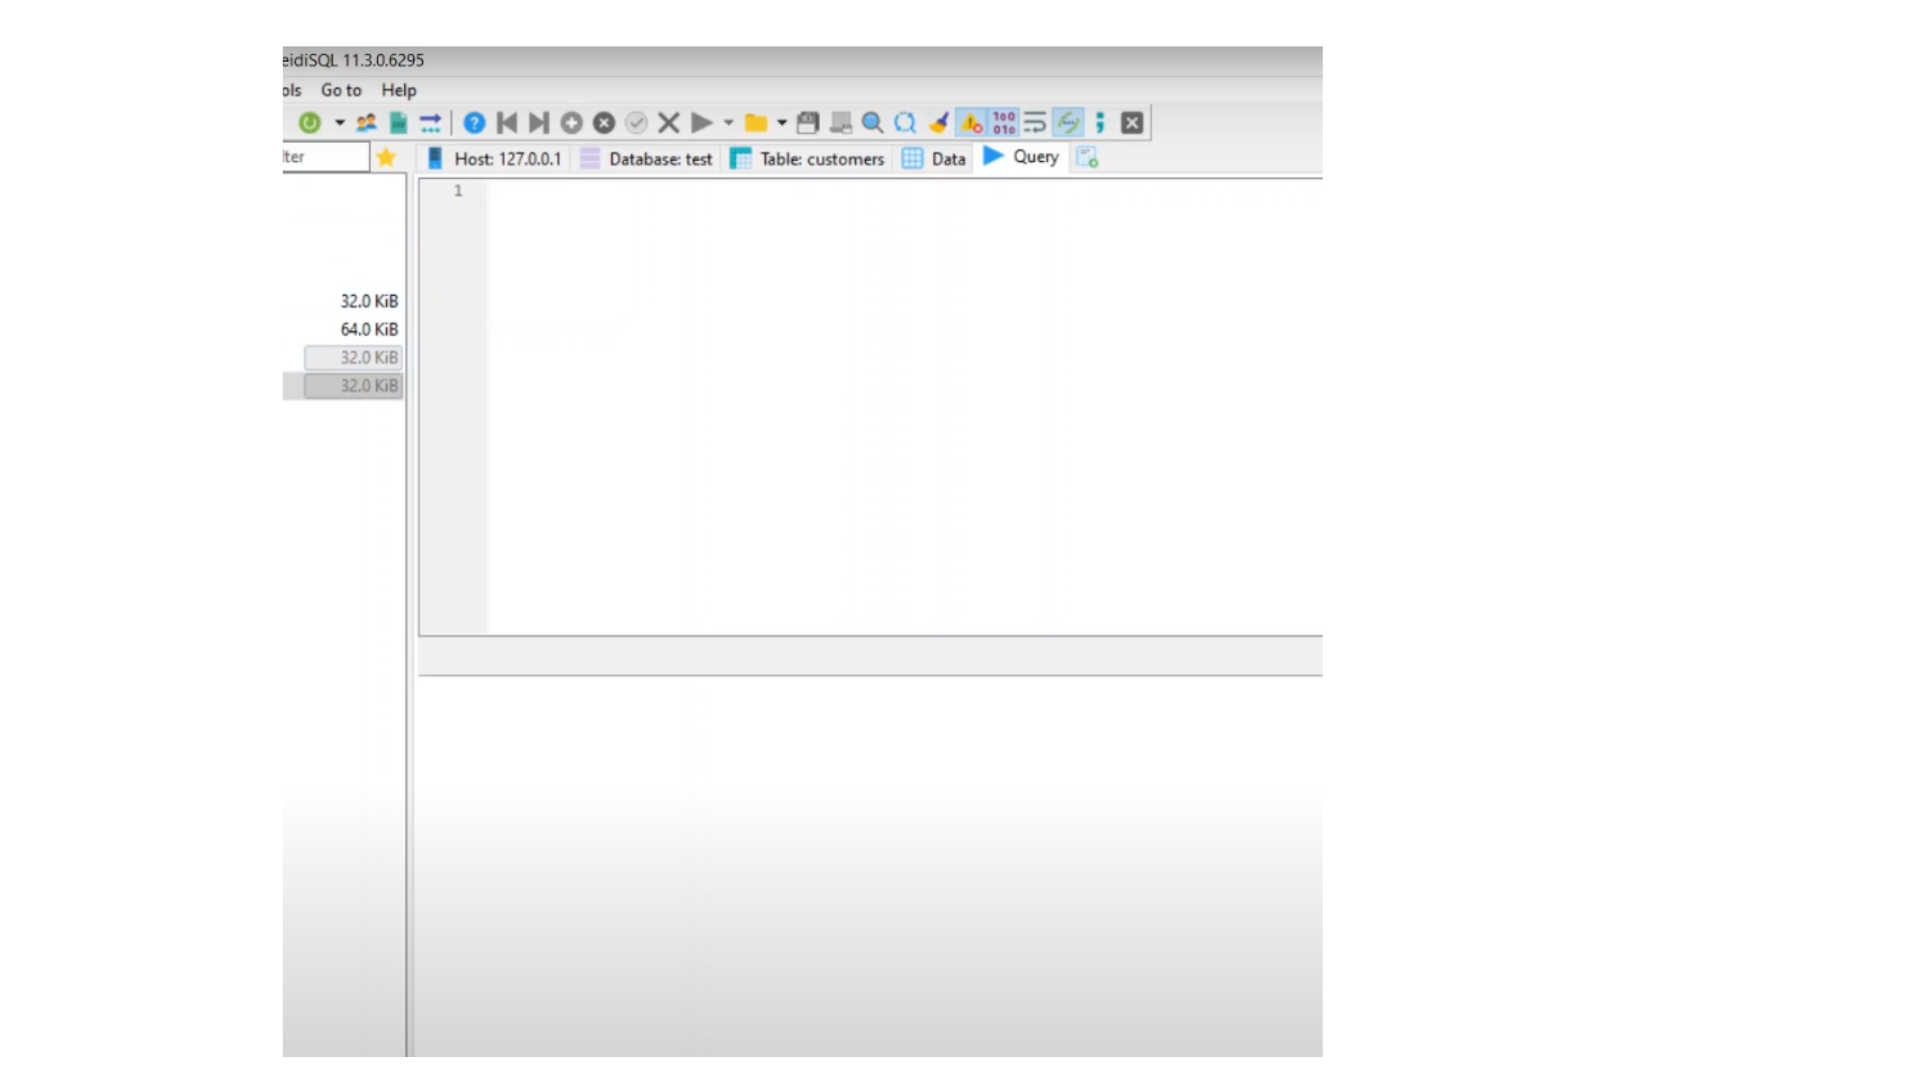 eidiSQL 11.3.0.6295
ols Go to Help
lter Host: 127.0.0.1 Database: test Table: customers Data Query
1
32.0 KiB
64.0 KiB
32.0 KiB
32.0 KiB